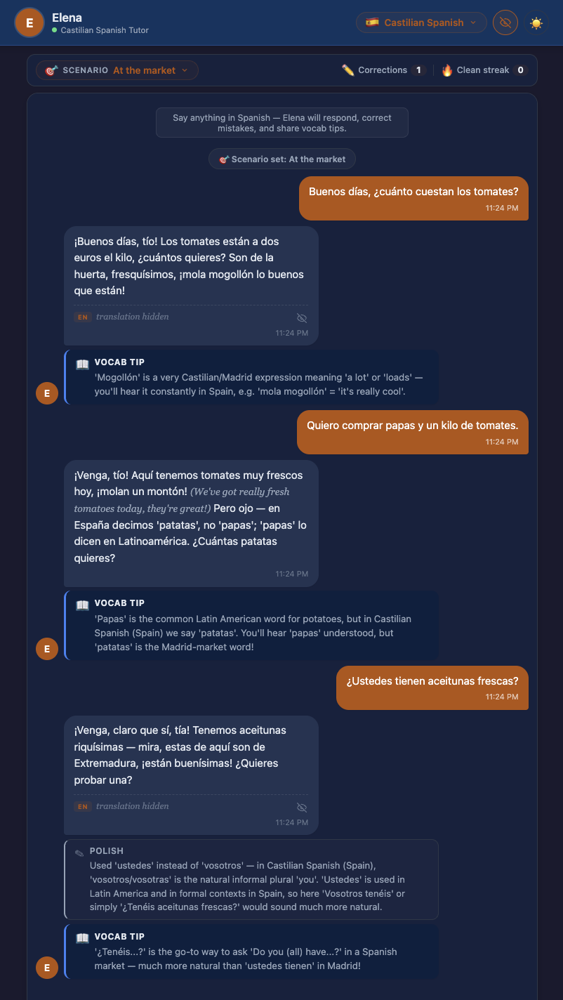 E
Elena
Castilian Spanish Tutor
Castilian Spanish
SCENARIO At the market
Corrections 1
Clean streak 0
Say anything in Spanish — Elena will respond, correct
mistakes, and share vocab tips.
Scenario set: At the market
Buenos días, ¿cuánto cuestan los tomates?
11:24 PM
¡Buenos días, tío! Los tomates están a dos
euros el kilo, ¿cuántos quieres? Son de la
huerta, fresquísimos, ¡mola mogollón lo buenos
que están!
EN translation hidden
11:24 PM
VOCAB TIP
'Mogollón' is a very Castilian/Madrid expression meaning 'a lot' or 'loads' —
you'll hear it constantly in Spain, e.g. 'mola mogollón' = 'it's really cool'.
E
Quiero comprar papas y un kilo de tomates.
11:24 PM
¡Venga, tío! Aquí tenemos tomates muy frescos
hoy, ¡molan un montón! (We've got really fresh
tomatoes today, they're great!) Pero ojo — en
España decimos 'patatas', no 'papas'; 'papas' lo
dicen en Latinoamérica. ¿Cuántas patatas
quieres?
11:24 PM
VOCAB TIP
'Papas' is the common Latin American word for potatoes, but in Castilian
Spanish (Spain) we say 'patatas'. You'll hear 'papas' understood, but
'patatas' is the Madrid-market word!
E
¿Ustedes tienen aceitunas frescas?
11:24 PM
¡Venga, claro que sí, tía! Tenemos aceitunas
riquísimas — mira, estas de aquí son de
Extremadura, ¡están buenísimas! ¿Quieres
probar una?
EN translation hidden
11:24 PM
POLISH
Used 'ustedes' instead of 'vosotros' — in Castilian Spanish (Spain),
'vosotros/vosotras' is the natural informal plural 'you'. 'Ustedes' is used in
Latin America and in formal contexts in Spain, so here 'Vosotros tenéis' or
simply '¿Tenéis aceitunas frescas?' would sound much more natural.
VOCAB TIP
'¿Tenéis...?' is the go-to way to ask 'Do you (all) have...?' in a Spanish
market — much more natural than 'ustedes tienen' in Madrid!
E